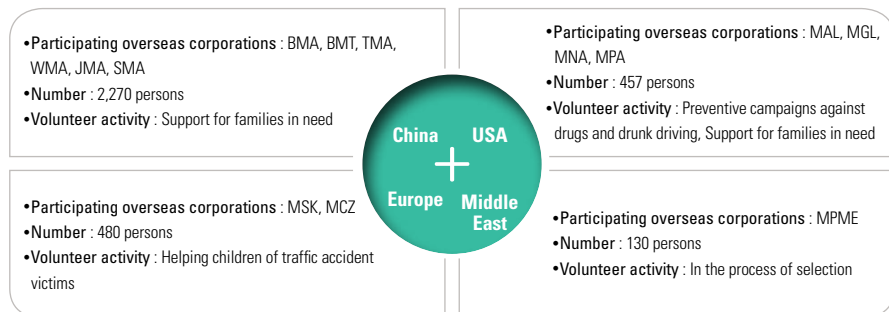 •Participating overseas corporations : BMA, BMT, TMA,
WMA, JMA, SMA
•Number : 2,270 persons
•Volunteer activity : Support for families in need
•Participating overseas corporations : MAL, MGL,
MNA, MPA
•Number : 457 persons
•Volunteer activity : Preventive campaigns against
drugs and drunk driving, Support for families in need
China
USA
Europe
Middle
East
•Participating overseas corporations : MSK, MCZ
•Number : 480 persons
•Volunteer activity : Helping children of traffic accident
victims
•Participating overseas corporations : MPME
•Number : 130 persons
•Volunteer activity : In the process of selection